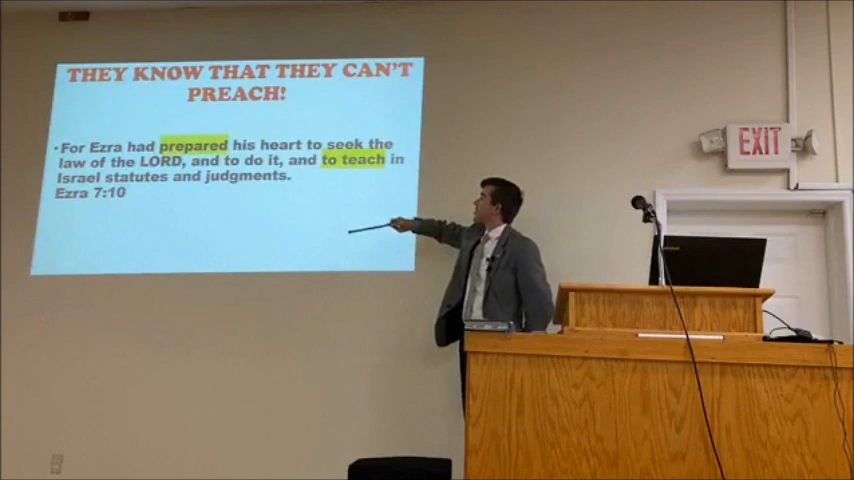 THEY KNOW THAT THEY CAN'T
PREACH!
• For Ezra had prepared his heart to seek the
law of the LORD, and to do it, and to teach in
Israel statutes and judgments.
Ezra 7:10
EXIT